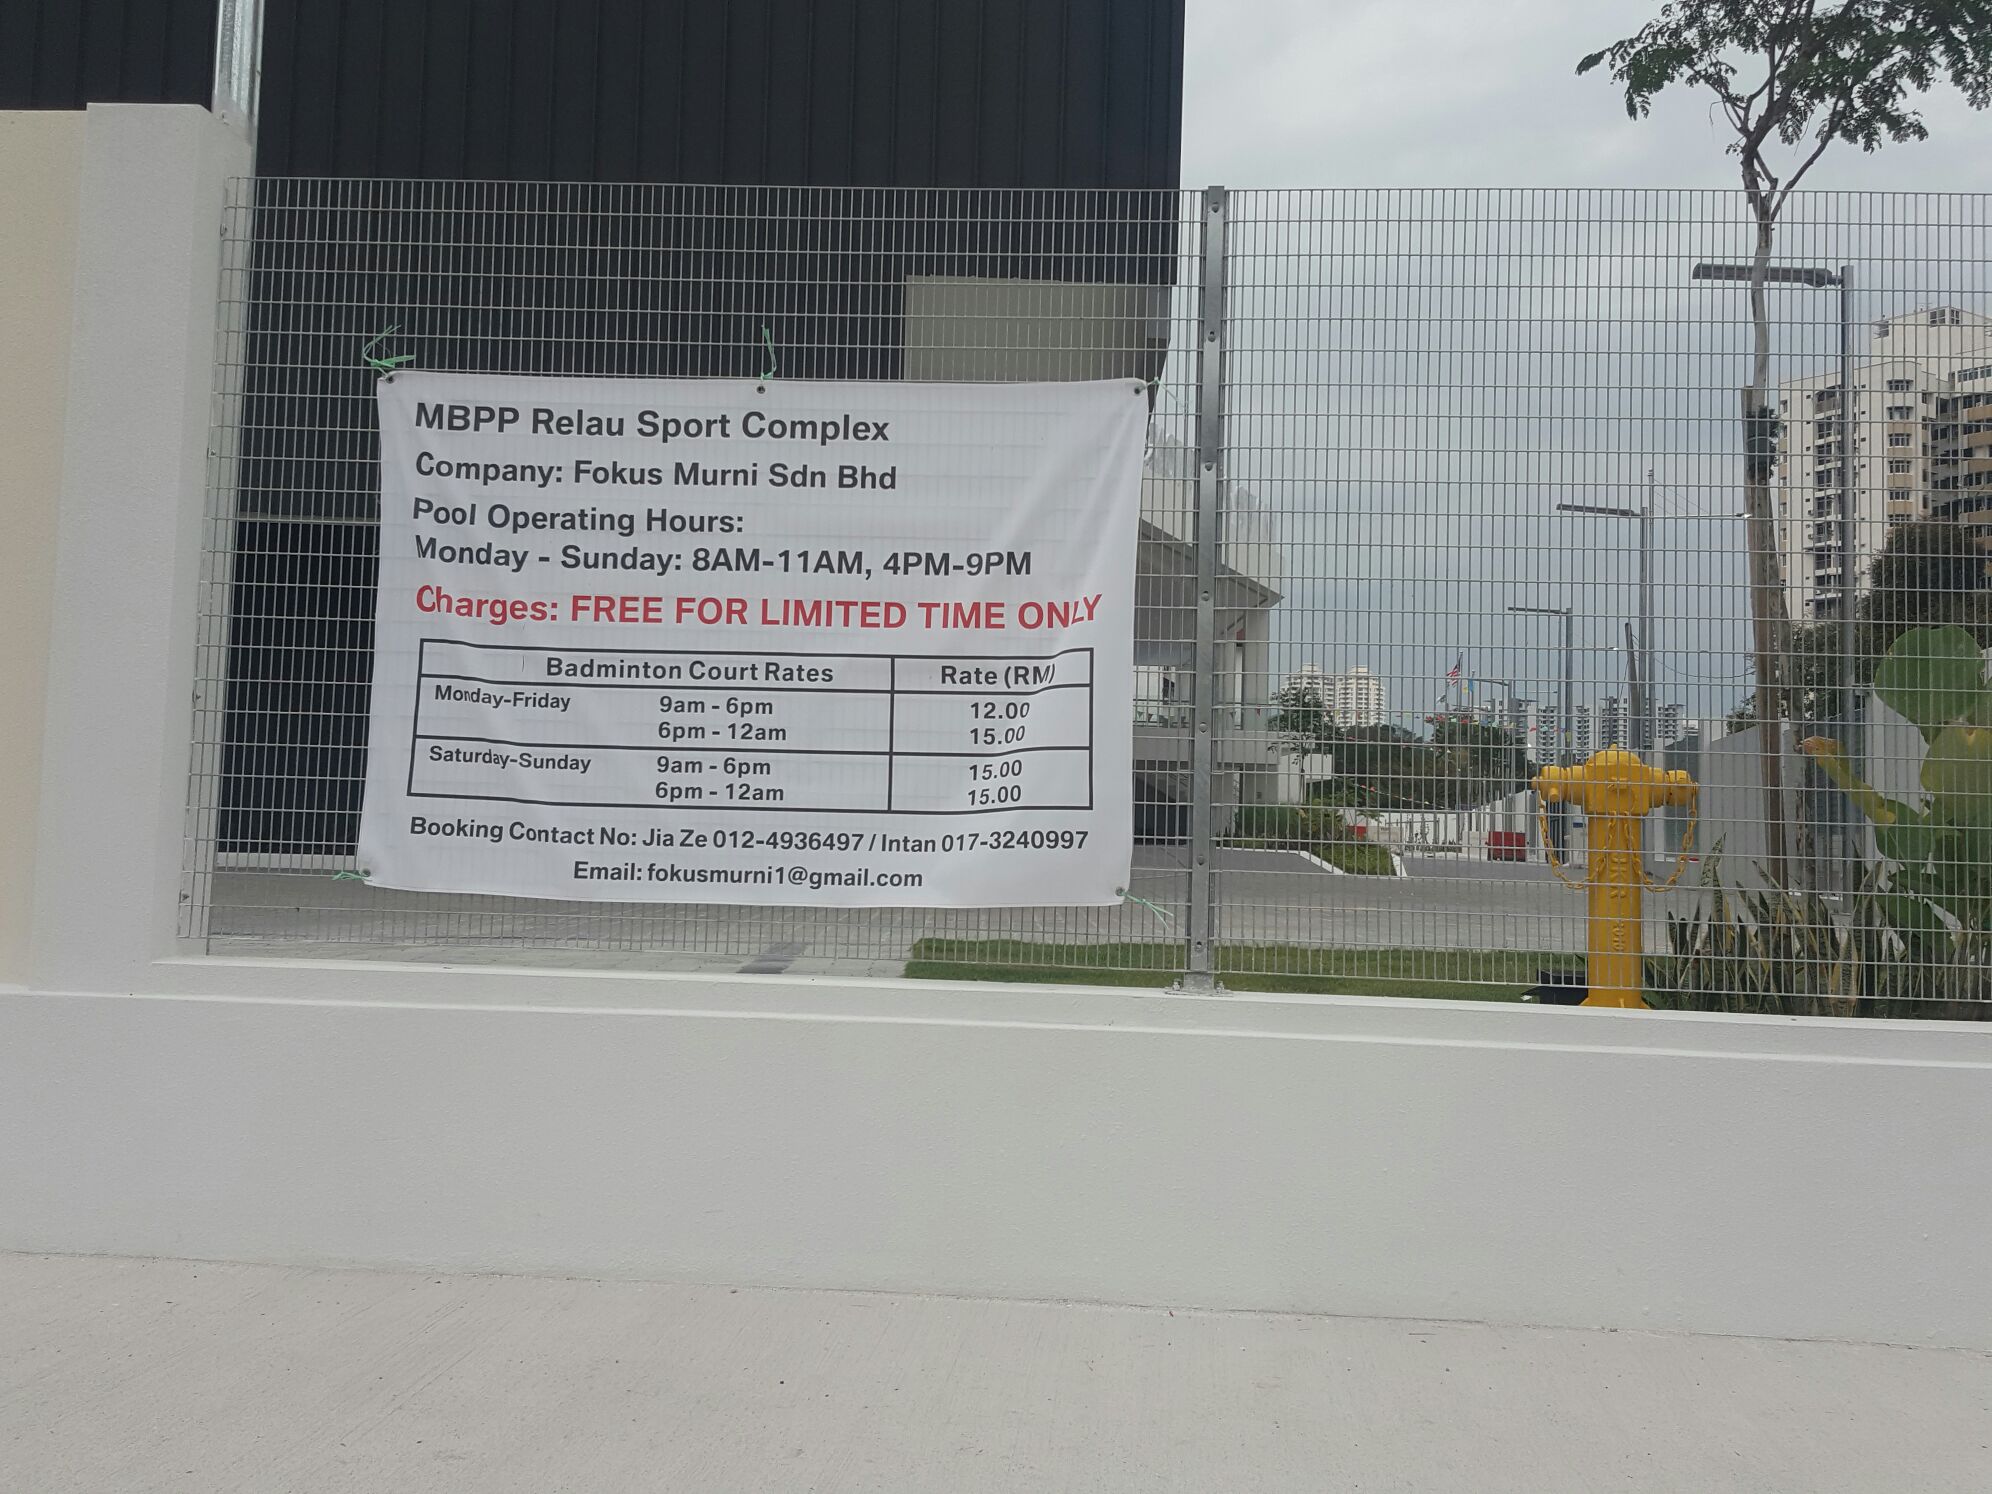 MBPP Relau Sport Complex
Company: Fokus Murni Sdn Bhd
Pool Operating Hours:
Monday - Sunday: 8AM-11AM, 4PM-9PM
Charges: FREE FOR LIMITED TIME ONLY
Badminton Court Rates Rate (RM)
Monday-Friday 9am - 6pm 12.00
6pm - 12am 15.00
Saturday-Sunday 9am - 6pm 15.00
6pm - 12am 15.00
Booking Contact No: Jia Ze 012-4936497 / Intan 017-3240997
Email: fokusmurni1@gmail.com